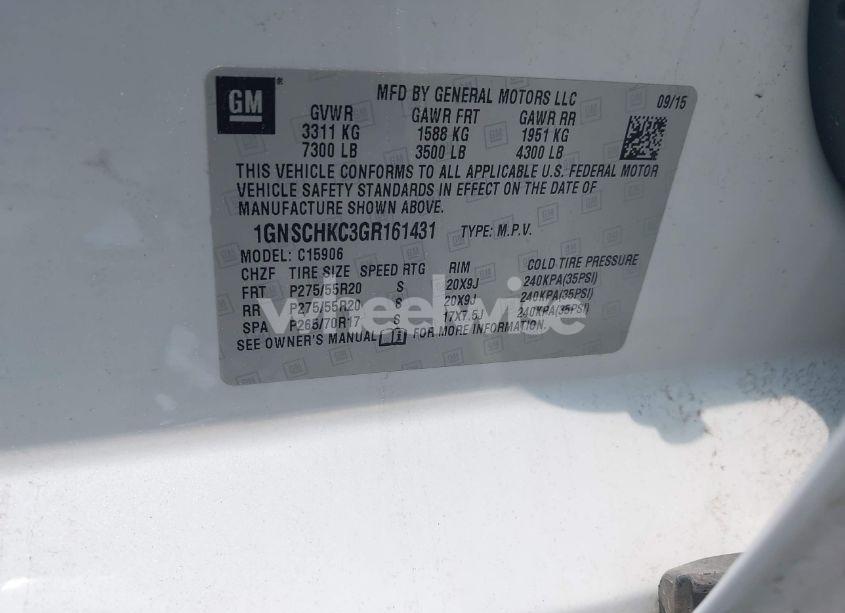 GM
MFD BY GENERAL MOTORS LLC 09/15
GVWR GAWR FRT GAWR RR
3311 KG 1588 KG 1951 KG
7300 LB 3500 LB 4300 LB
THIS VEHICLE CONFORMS TO ALL APPLICABLE U.S. FEDERAL MOTOR
VEHICLE SAFETY STANDARDS IN EFFECT ON THE DATE OF
MANUFACTURE SHOWN ABOVE.
1GNSCHKC3GR161431 TYPE: M.P.V.
MODEL: C15906
CHZF TIRE SIZE SPEED RTG RIM COLD TIRE PRESSURE
FRT P275/55R20 S 20X9J 240KPA(35PSI)
RR P275/55R20 S 20X9J 240KPA(35PSI)
SPA P265/70R17 S 17X7.5J 240KPA(35PSI)
SEE OWNER'S MANUAL FOR MORE INFORMATION.
wheelwise